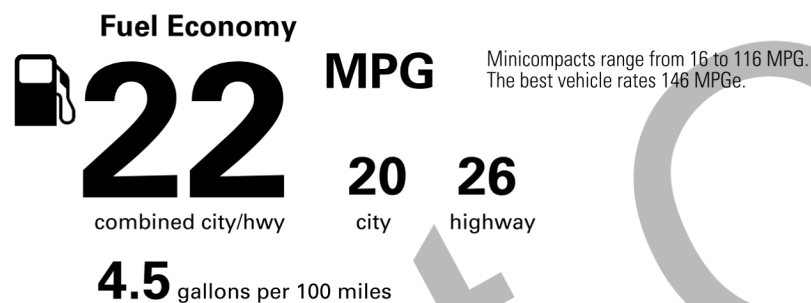 Fuel Economy
22 MPG
Minicompacts range from 16 to 116 MPG.
The best vehicle rates 146 MPGe.
20 26
combined city/hwy city highway
4.5 gallons per 100 miles